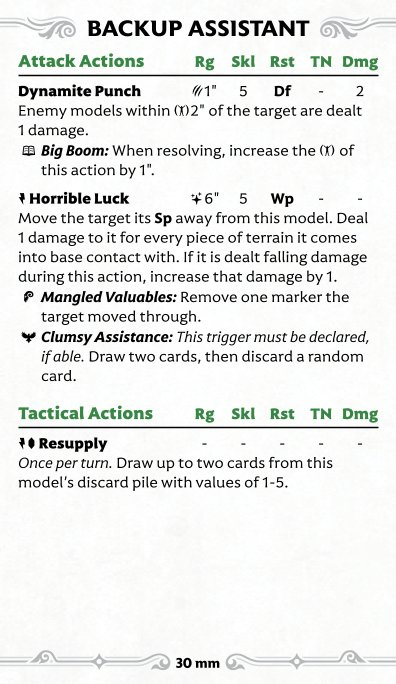 BACKUP ASSISTANT
Attack Actions Rg Skl Rst TN Dmg
Dynamite Punch 1" 5 Df - 2
Enemy models within 2" of the target are dealt
1 damage.
Big Boom: When resolving, increase the of
this action by 1".
Horrible Luck 6" 5 Wp - -
Move the target its Sp away from this model. Deal
1 damage to it for every piece of terrain it comes
into base contact with. If it is dealt falling damage
during this action, increase that damage by 1.
Mangled Valuables: Remove one marker the
target moved through.
Clumsy Assistance: This trigger must be declared,
if able. Draw two cards, then discard a random
card.
Tactical Actions Rg Skl Rst TN Dmg
Resupply - - - - -
Once per turn. Draw up to two cards from this
model's discard pile with values of 1-5.
30 mm